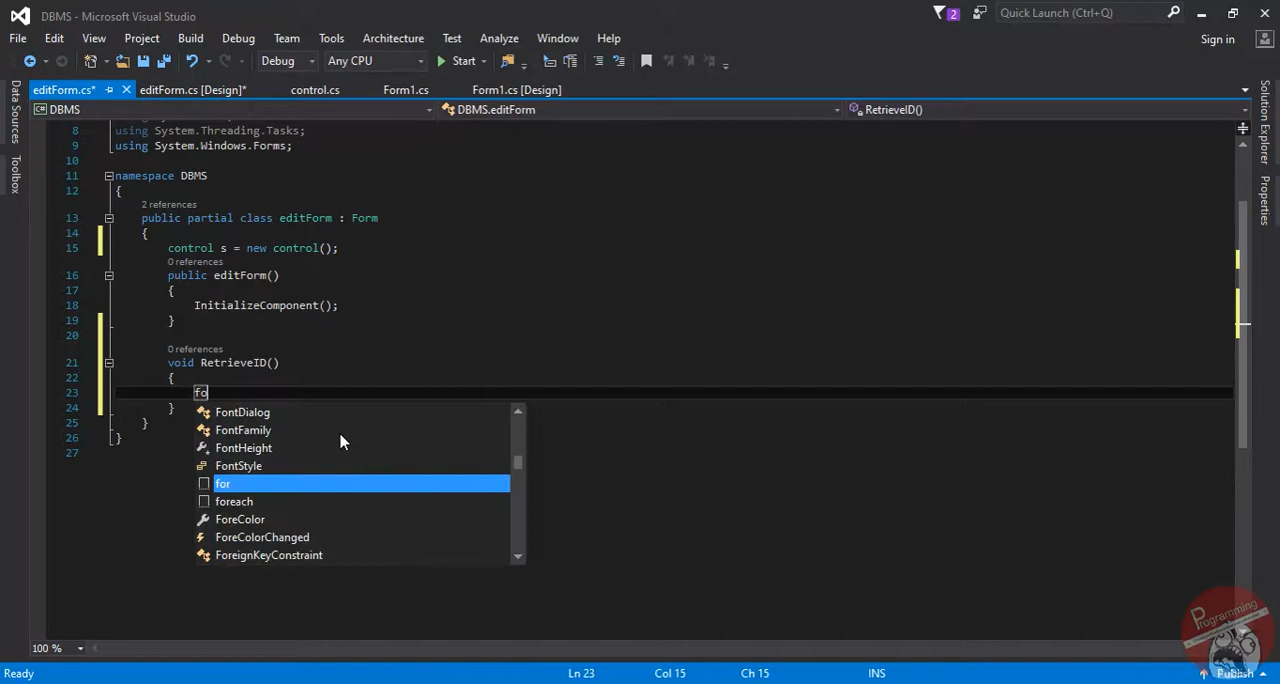 DBMS - Microsoft Visual Studio
2
Quick Launch (Ctrl+Q)
File Edit View Project Build Debug Team Tools Architecture Test Analyze Window Help
Sign in
Debug Any CPU Start
editForm.cs* editForm.cs [Design]* control.cs Form1.cs Form1.cs [Design]
DBMS DBMS.editForm RetrieveID()
Data Sources
Toolbox
Solution Explorer
Properties
8 using System.Threading.Tasks;
9 using System.Windows.Forms;
10
11 namespace DBMS
12 {
2 references
13 public partial class editForm : Form
14 {
15 control s = new control();
0 references
16 public editForm()
17 {
18 InitializeComponent();
19 }
20
0 references
21 void RetrieveID()
22 {
23 fo
24 }
25 }
26 }
27
FontDialog
FontFamily
FontHeight
FontStyle
for
foreach
ForeColor
ForeColorChanged
ForeignKeyConstraint
Programming
100 %
Ready Ln 23 Col 15 Ch 15 INS Publish